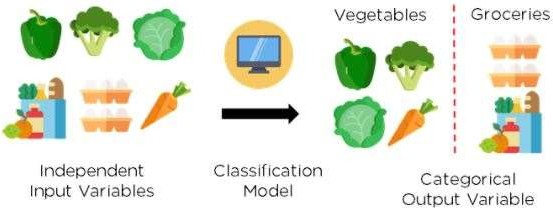 Vegetables
Groceries
Independent
Input Variables
Classification
Model
Categorical
Output Variable